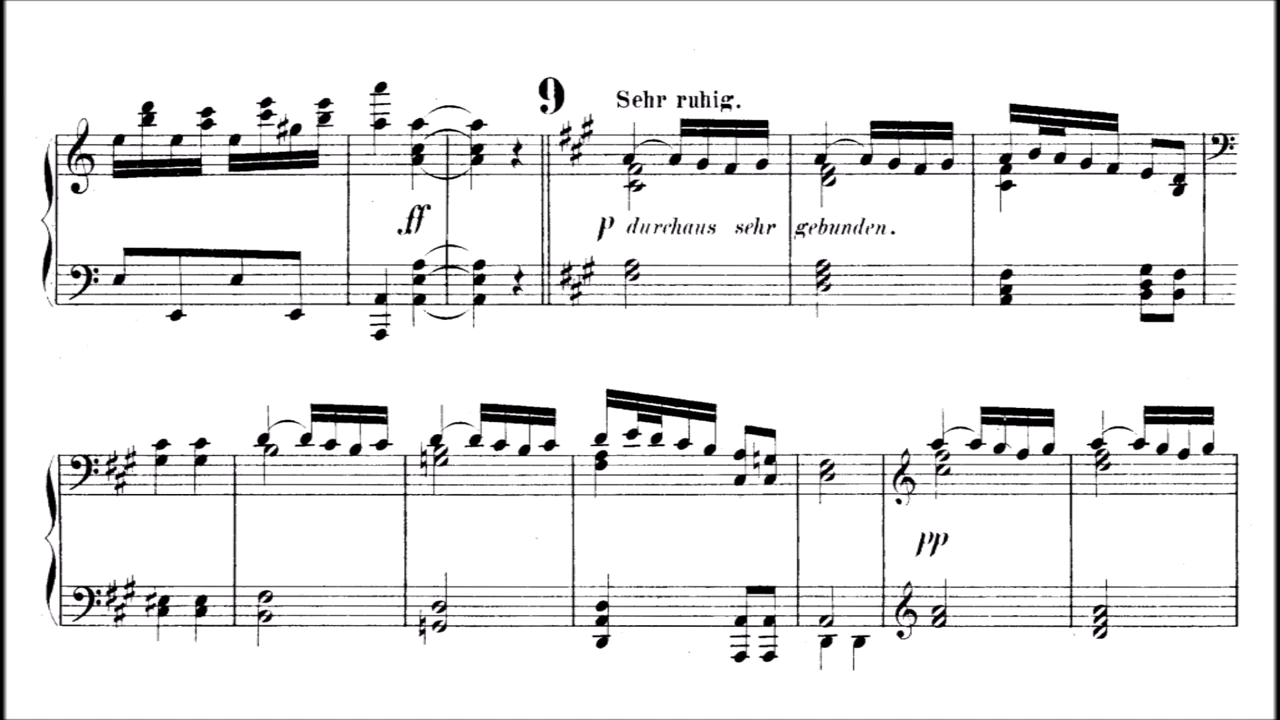 9 Sehr ruhig.
ff
p durchaus sehr gebunden.
pp